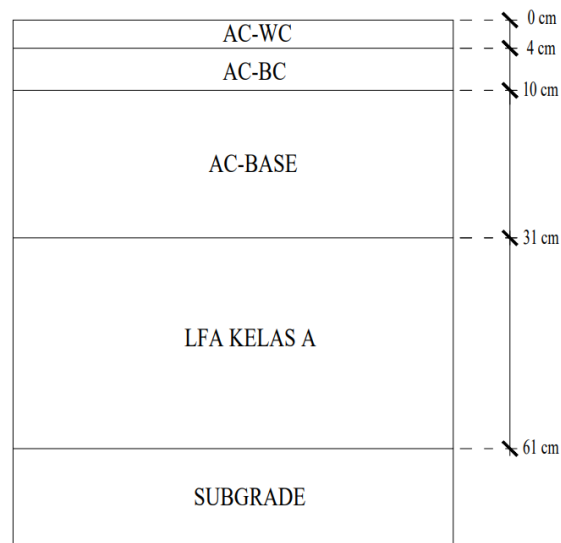 0 cm
AC-WC
4 cm
AC-BC
10 cm
AC-BASE
31 cm
LFA KELAS A
61 cm
SUBGRADE